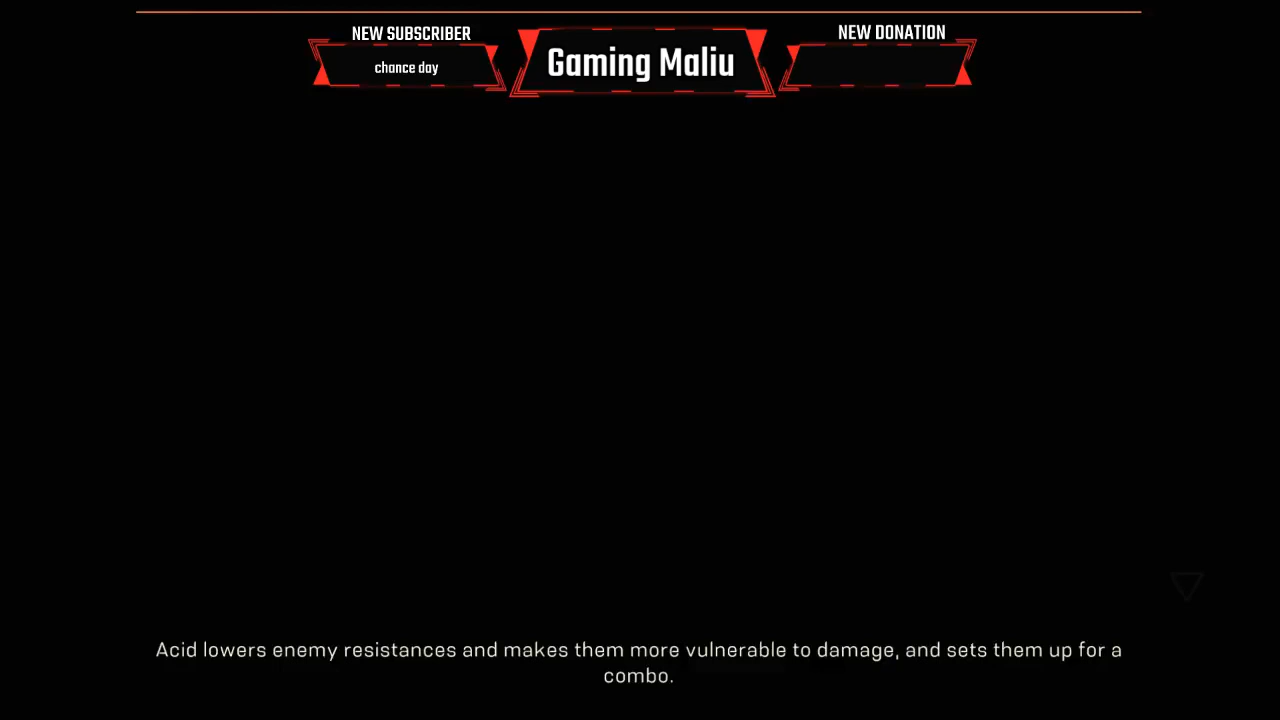 NEW SUBSCRIBER
chance day
Gaming Maliu
NEW DONATION
Acid lowers enemy resistances and makes them more vulnerable to damage, and sets them up for a
combo.